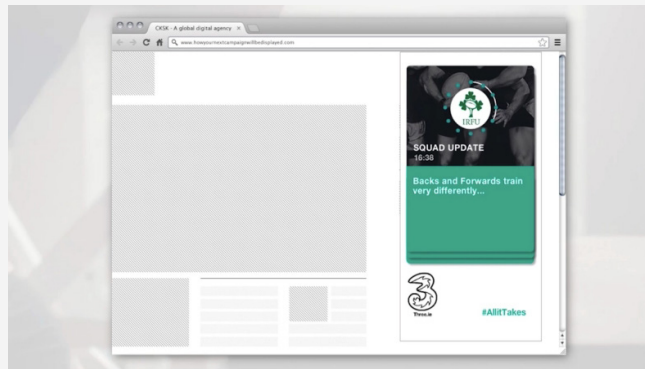 CKSK - A global digital agency
www.howyournextcampaignwillbedisplayed.com
IRFU
SQUAD UPDATE
16:38
Backs and Forwards train
very differently...
3
Three.ie
#AllItTakes